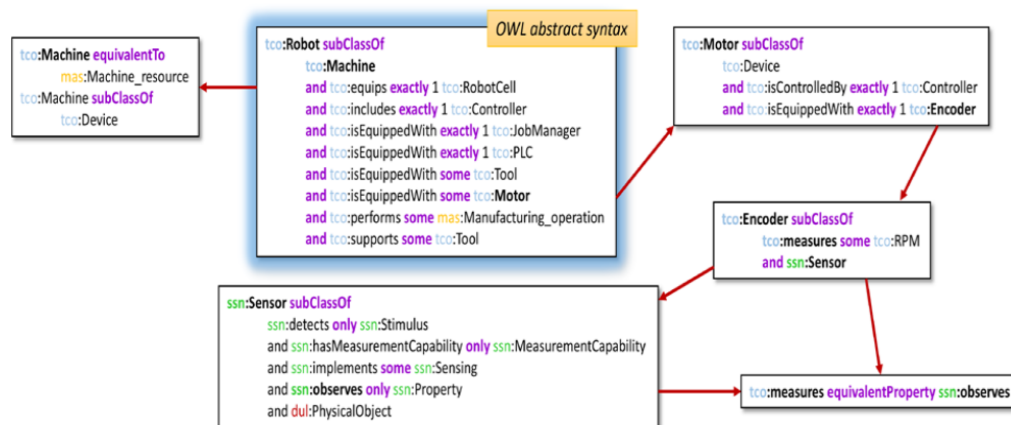 OWL abstract syntax
tco:Machine equivalentTo
mas:Machine_resource
tco:Machine subClassOf
tco:Device
tco:Robot subClassOf
tco:Machine
and tco:equips exactly 1 tco:RobotCell
and tco:includes exactly 1 tco:Controller
and tco:isEquippedWith exactly 1 tco:JobManager
and tco:isEquippedWith exactly 1 tco:PLC
and tco:isEquippedWith some tco:Tool
and tco:isEquippedWith some tco:Motor
and tco:performs some mas:Manufacturing_operation
and tco:supports some tco:Tool
tco:Motor subClassOf
tco:Device
and tco:isControlledBy exactly 1 tco:Controller
and tco:isEquippedWith exactly 1 tco:Encoder
tco:Encoder subClassOf
tco:measures some tco:RPM
and ssn:Sensor
ssn:Sensor subClassOf
ssn:detects only ssn:Stimulus
and ssn:hasMeasurementCapability only ssn:MeasurementCapability
and ssn:implements some ssn:Sensing
and ssn:observes only ssn:Property
and dul:PhysicalObject
tco:measures equivalentProperty ssn:observes